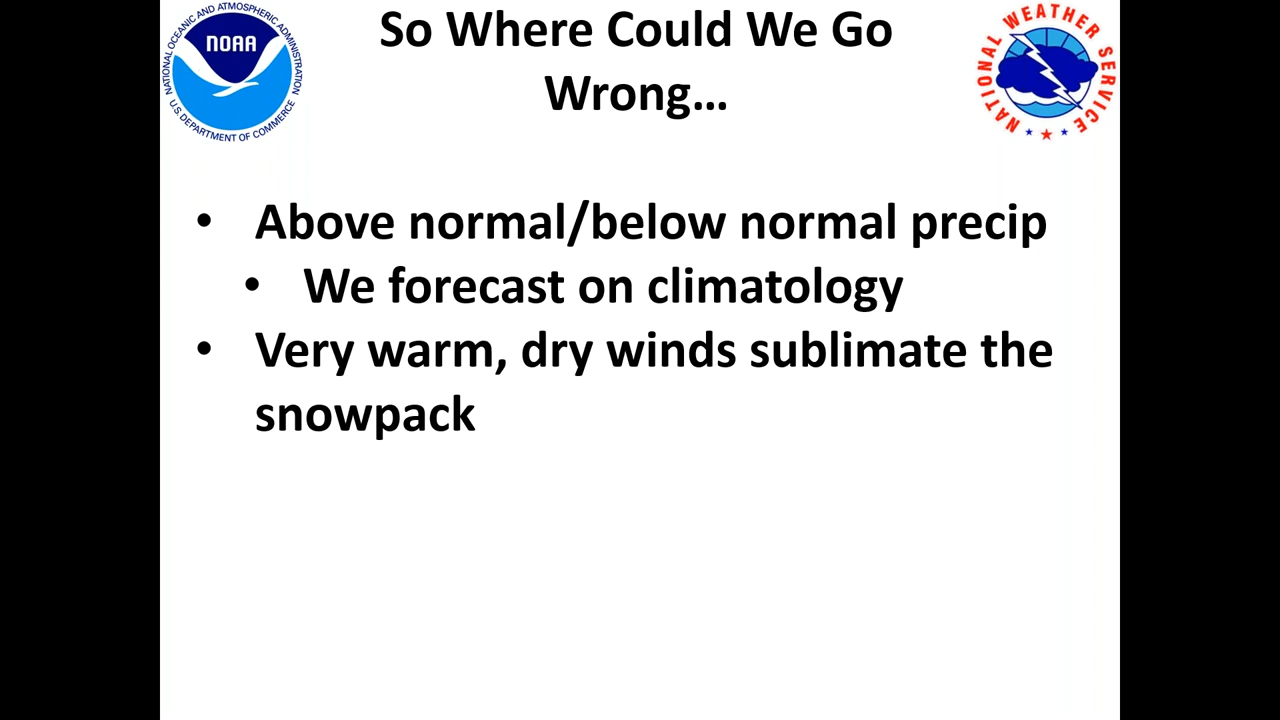 NATIONAL OCEANIC AND ATMOSPHERIC ADMINISTRATION
NOAA
U.S. DEPARTMENT OF COMMERCE
So Where Could We Go
Wrong...
NATIONAL WEATHER SERVICE
• Above normal/below normal precip
• We forecast on climatology
• Very warm, dry winds sublimate the
snowpack